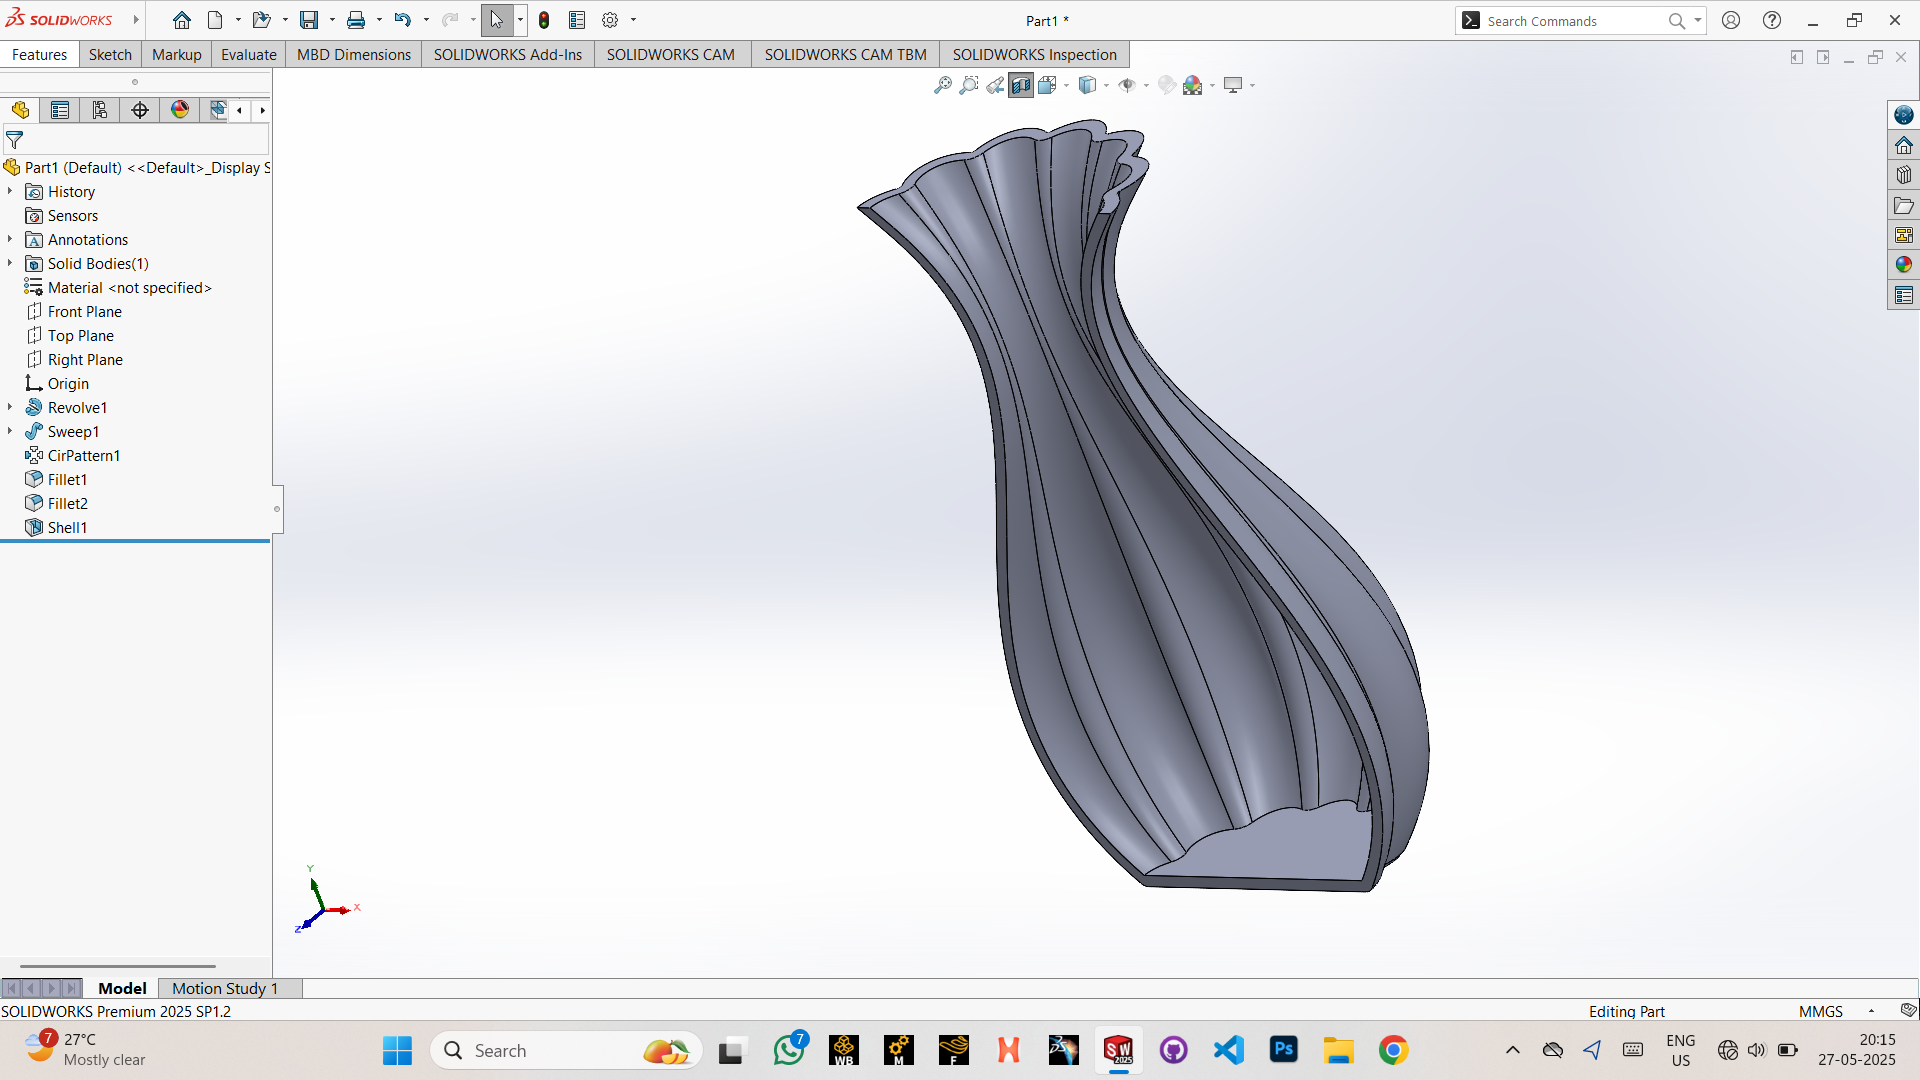 SOLIDWORKS
Part1 *
Search Commands
Features
Sketch
Markup
Evaluate
MBD Dimensions
SOLIDWORKS Add-Ins
SOLIDWORKS CAM
SOLIDWORKS CAM TBM
SOLIDWORKS Inspection
Part1 (Default) <<Default>_Display S
History
Sensors
Annotations
Solid Bodies(1)
Material <not specified>
Front Plane
Top Plane
Right Plane
Origin
Revolve1
Sweep1
CirPattern1
Fillet1
Fillet2
Shell1
Y
X
Z
Model
Motion Study 1
SOLIDWORKS Premium 2025 SP1.2
Editing Part
MMGS
7
27°C
Mostly clear
Search
7
WB
M
F
SW
2025
Ps
ENG
US
20:15
27-05-2025